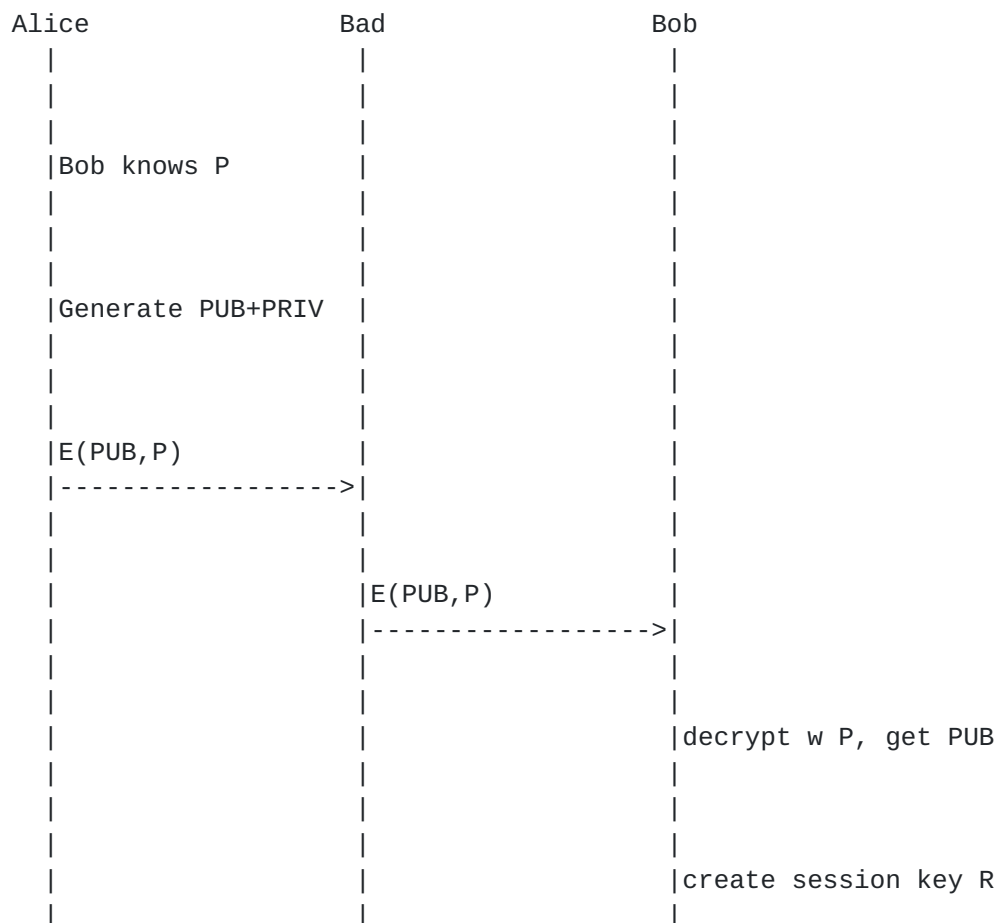 Alice Bad Bob
Bob knows P
Generate PUB+PRIV
E(PUB,P)
E(PUB,P)
decrypt w P, get PUB
create session key R